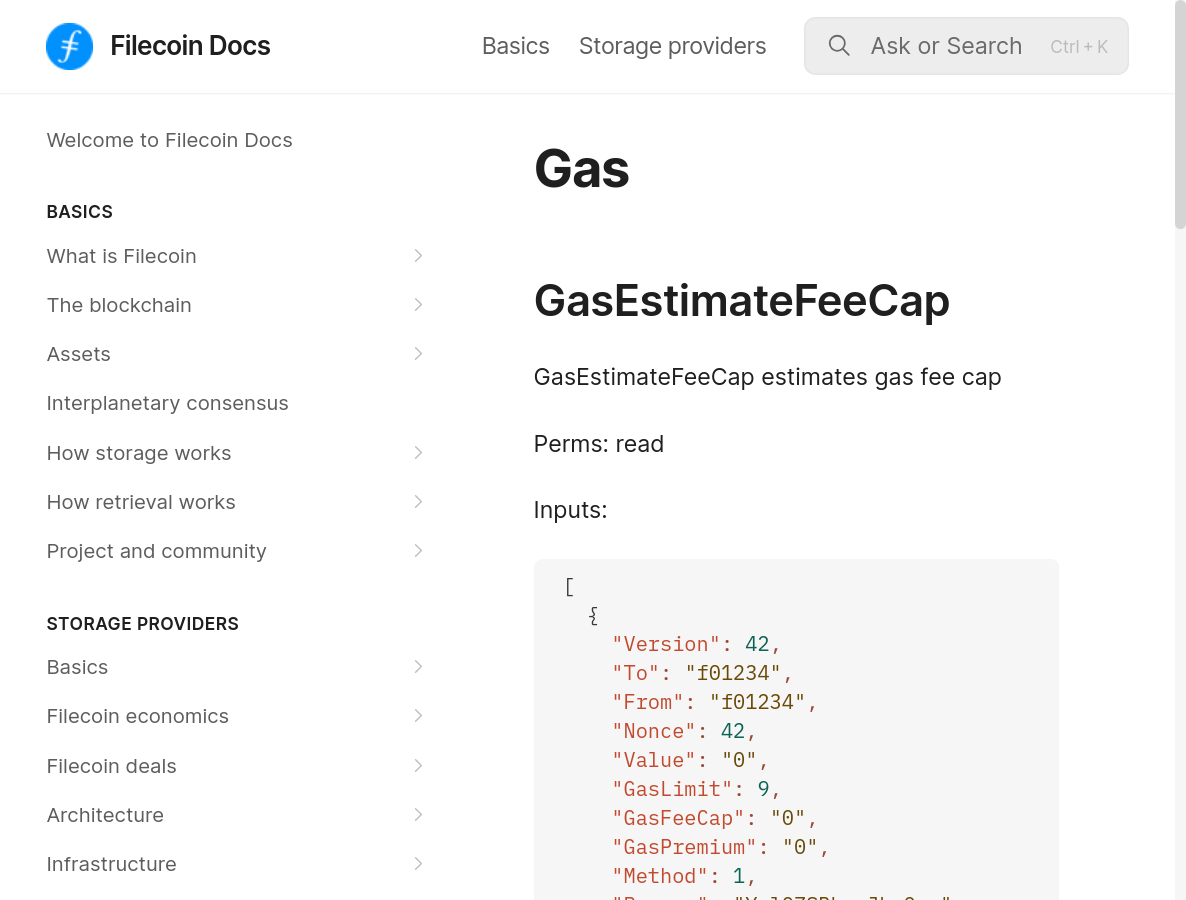 Filecoin Docs
Basics
Storage providers
Ask or Search
Ctrl + K
Welcome to Filecoin Docs
BASICS
What is Filecoin
The blockchain
Assets
Interplanetary consensus
How storage works
How retrieval works
Project and community
STORAGE PROVIDERS
Basics
Filecoin economics
Filecoin deals
Architecture
Infrastructure
Gas
GasEstimateFeeCap
GasEstimateFeeCap estimates gas fee cap
Perms: read
Inputs:
[
{
"Version": 42,
"To": "f01234",
"From": "f01234",
"Nonce": 42,
"Value": "0",
"GasLimit": 9,
"GasFeeCap": "0",
"GasPremium": "0",
"Method": 1,